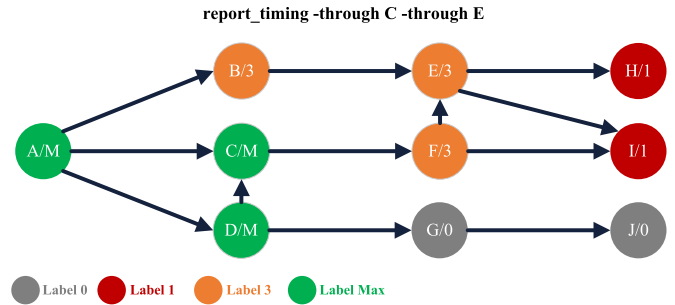 report_timing -through C -through E
B/3
E/3
H/1
A/M
C/M
F/3
I/1
D/M
G/0
J/0
Label 0
Label 1
Label 3
Label Max